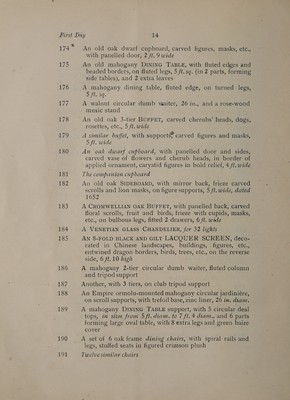 First Day 14
174* An old oak dwarf cupboard, carved figures, masks, etc.,
with panelled door, 2 ft. 9 wide
175 An old mahogany Dining Table, with fluted edges and
beaded borders, on fluted legs, 5 ft. sq. (in 2 parts, forming
side tables), and 2 extra leaves
176 A mahogany dining table, fluted edge, on turned legs,
5 ft. sq.
177 A walnut circular dumb waiter, 26 in., and a rose-wood
music stand
178 An old oak 3-tier Buffet, carved cherubs' heads, dogs,
rosettes, etc., 5 ft. wide
179 A similar buffet, with supports, carved figures and masks,
5 ft. wide
180 An oak dwarf cupboard, with panelled door and sides,
carved vase of flowers and cherub heads, in border of
applied ornament, caryatid figures in bold relief, 4 ft. wide
181 The companion cupboard
182 An old oak Sideboard, with mirror back, frieze carved
scrolls and lion masks, on figure supports, 5 ft. wide, dated
1652
183 A Cromwellian oak Buffet, with panelled back, carved
floral scrolls, fruit and birds, frieze with cupids, masks,
etc., on bulbous legs, fitted 2 drawers, 6 ft. wide
184 A Venetian glass Chandelier, for 32 lights
185 An 8-fold black and gilt LACQUER SCREEN, deco-
rated in Chinese landscapes, buildings, figures, etc.,
entwined dragon borders, birds, trees, etc., on the reverse
side, 6 ft. 10 high
186 A mahogany 2-tier circular dumb waiter, fluted column
and tripod support
187 Another, with 3 tiers, on club tripod support
188 An Empire ormolu-mounted mahogany circular jardinière,
on scroll supports, with trefoil base, zinc liner, 26 in. diam.
189 A mahogany Dining Table support, with 5 circular deal
tops, in sizes from 5 ft. diam. to 7 ft. 4 diam., and 6 parts
forming large oval table, with 8 extra legs and green baize
cover
190 A set of 6 oak frame dining chairs, with spiral rails and
legs, stuffed seats in figured crimson plush
191 Twelve similar chairs